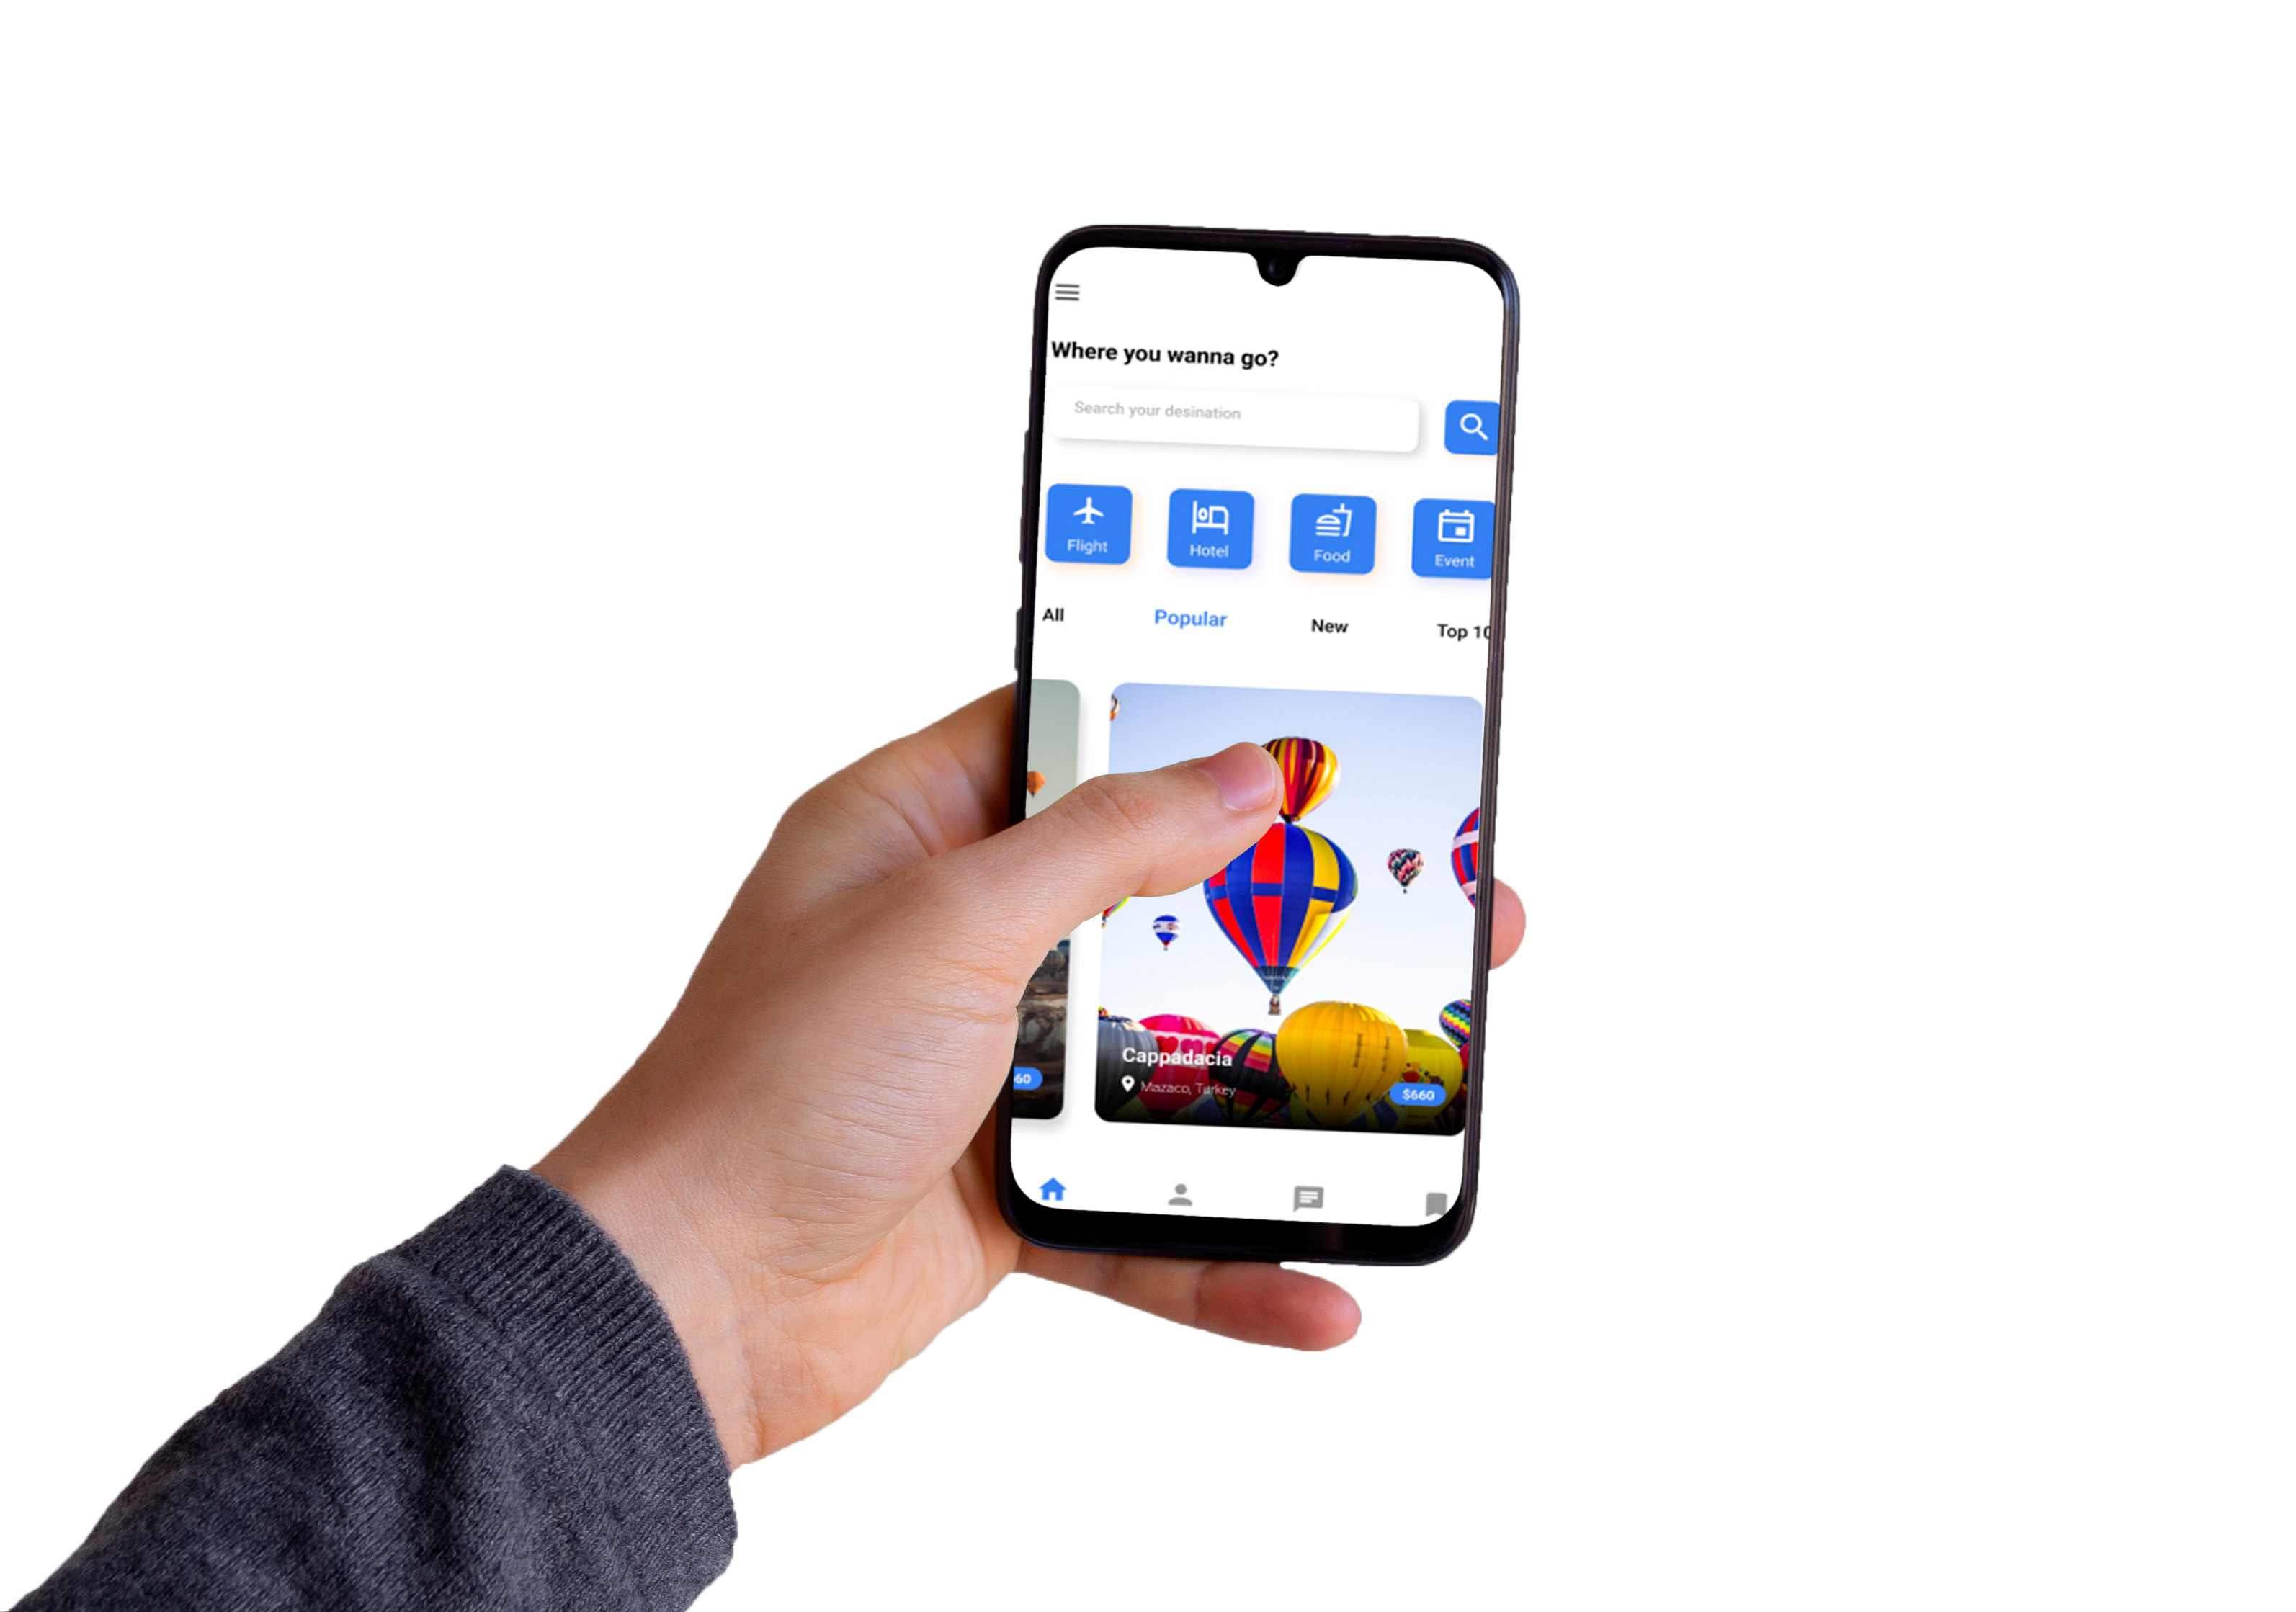 Where you wanna go?
Search your desination
Flight Hotel Food Event
All Popular New Top 10
Cappadacia
Mazaco, Turkey
60 $660